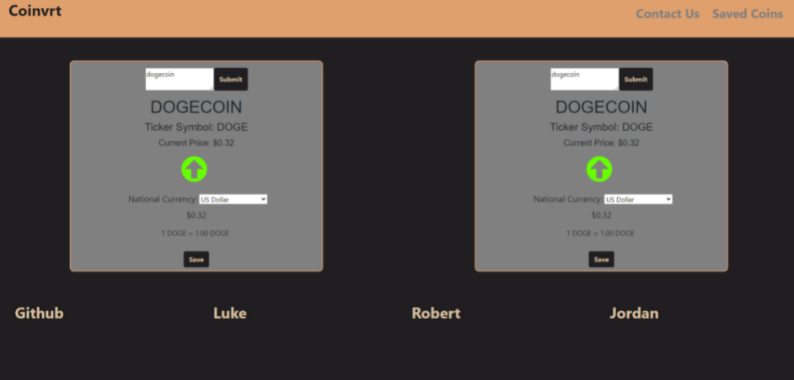 Coinvrt
Contact Us Saved Coins
dogecoin Submit
DOGECOIN
Ticker Symbol: DOGE
Current Price: $0.32
National Currency: US Dollar
$0.32
1 DOGE = 1.00 DOGE
Save
dogecoin Submit
DOGECOIN
Ticker Symbol: DOGE
Current Price: $0.32
National Currency: US Dollar
$0.32
1 DOGE = 1.00 DOGE
Save
Github Luke Robert Jordan